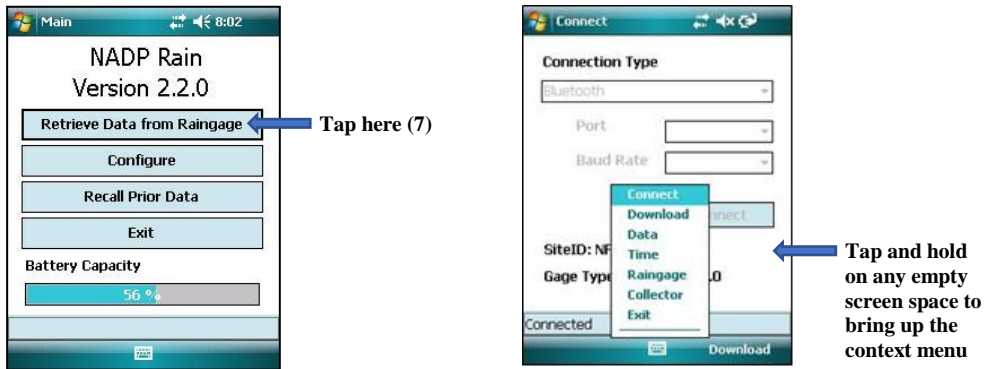 Main 8:02
NADP Rain
Version 2.2.0
Retrieve Data from Raingage
Configure
Recall Prior Data
Exit
Battery Capacity
56 %
Tap here (7)
Connect
Connection Type
Bluetooth
Port
Baud Rate
Connect
Download
Data
Time
Raingage
Collector
Exit
nnect
SiteID: NF
Gage Type .0
Connected
Download
Tap and hold
on any empty
screen space to
bring up the
context menu